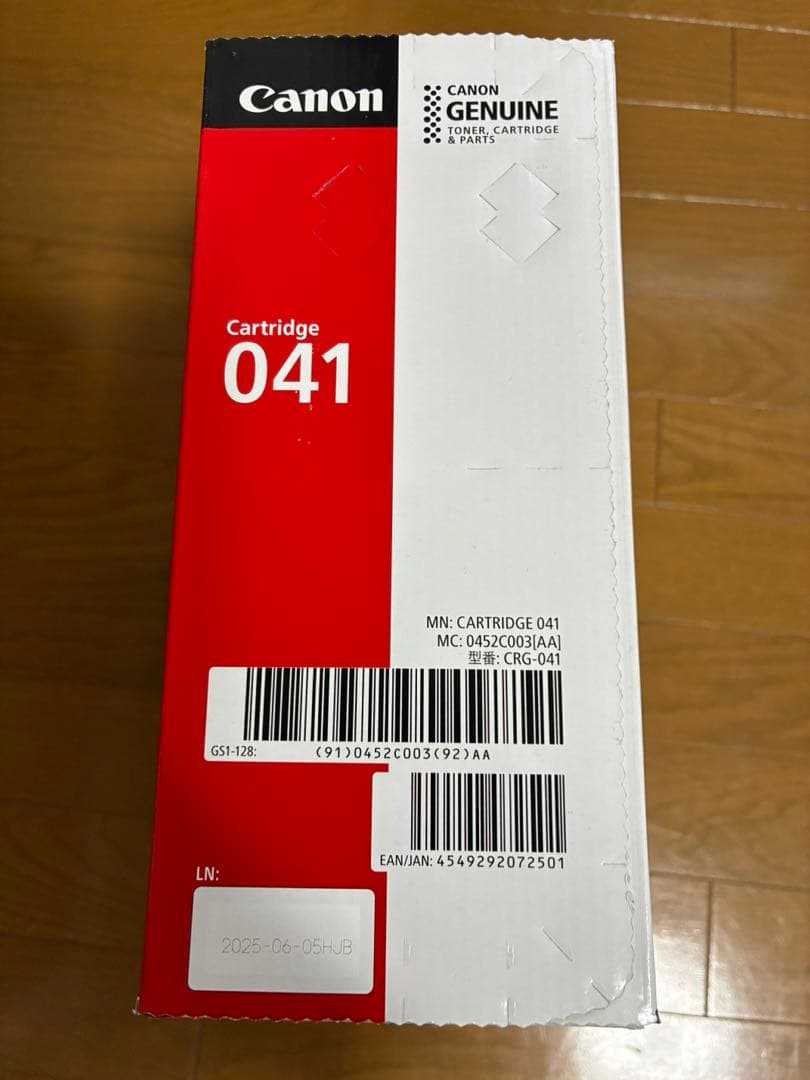 Canon
CANON
GENUINE
TONER, CARTRIDGE
& PARTS
Cartridge
041
MN: CARTRIDGE 041
MC: 0452C003[AA]
型番: CRG-041
GS1-128: (91)0452C003(92)AA
EAN/JAN: 4549292072501
LN:
2025-06-05HJB